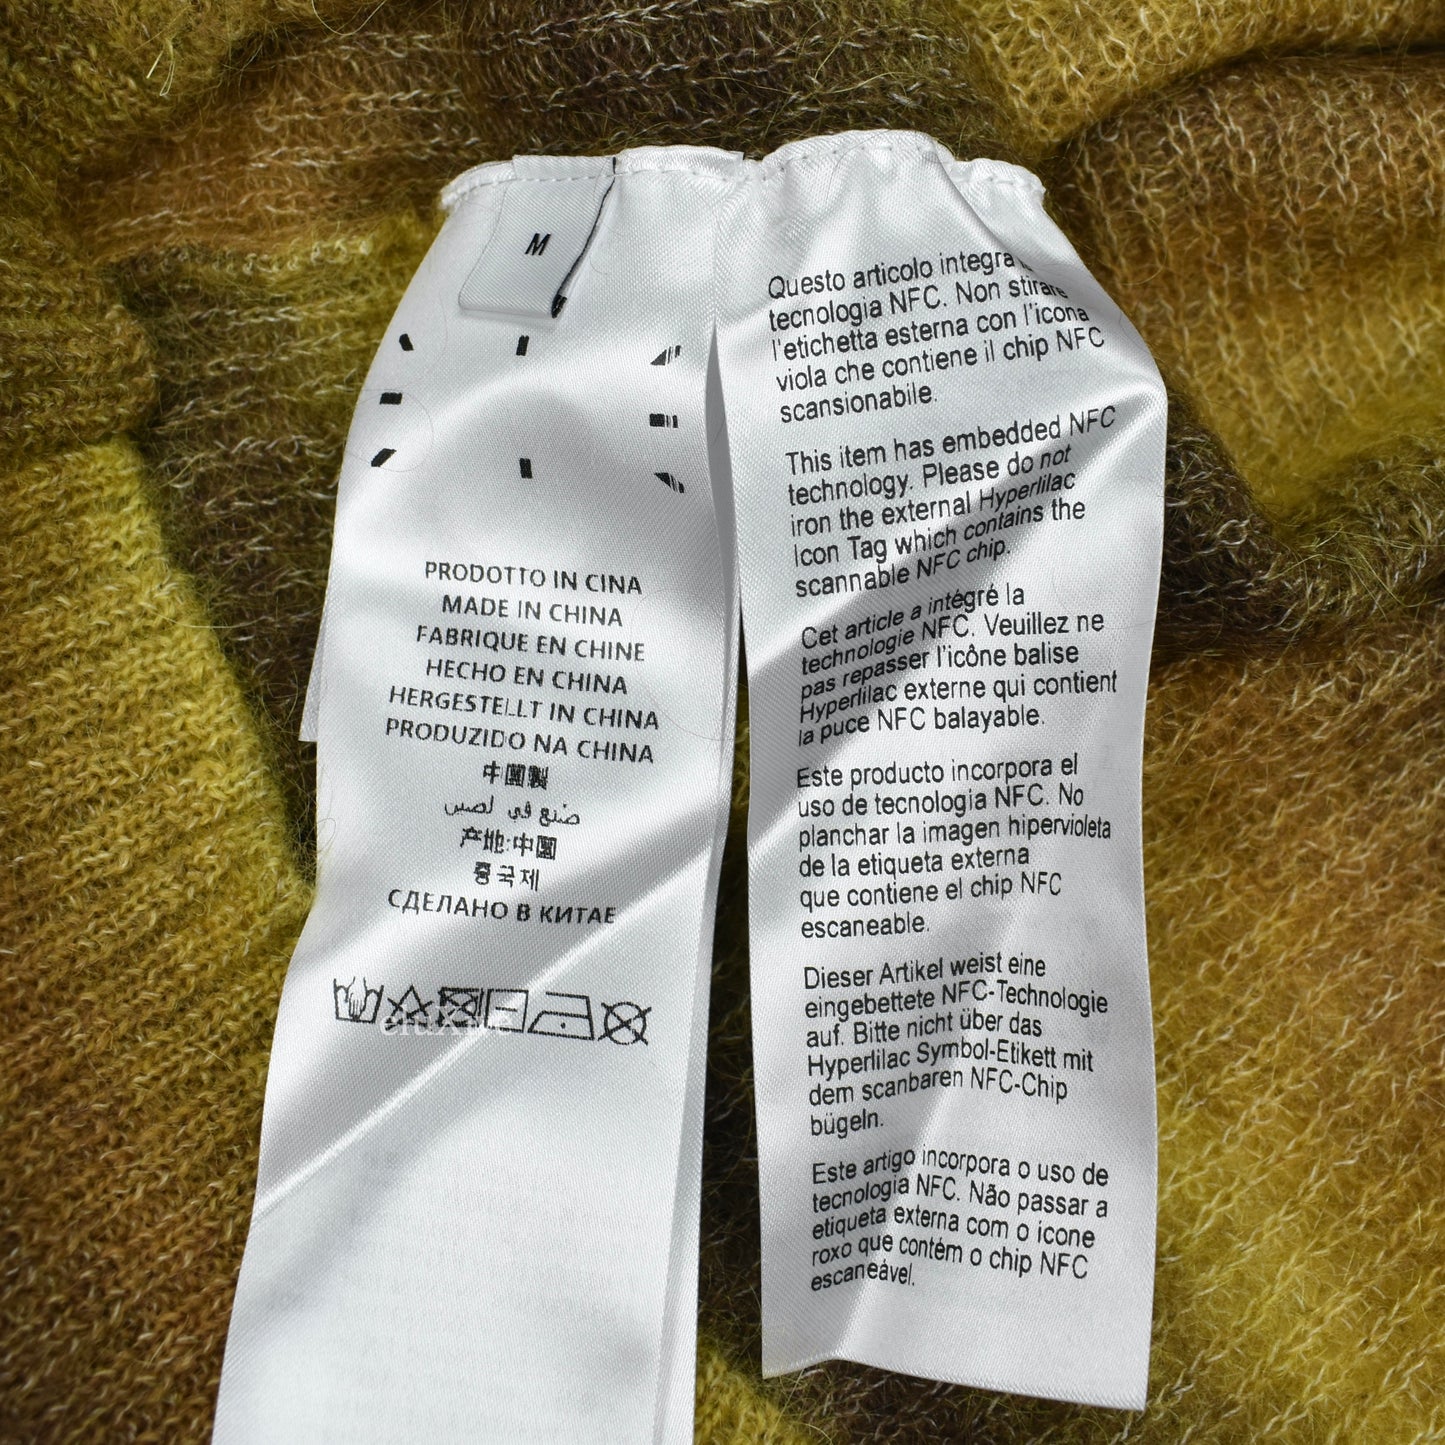 M
PRODOTTO IN CINA
MADE IN CHINA
FABRIQUE EN CHINE
HECHO EN CHINA
HERGESTELLT IN CHINA
PRODUZIDO NA CHINA
中國製
صنع في لصين
产地:中國
중국제
СДЕЛАНО В КИТАЕ
Questo articolo integra
tecnologia NFC. Non stirare
l'etichetta esterna con l'icona
viola che contiene il chip NFC
scansionabile.
This item has embedded NFC
technology. Please do not
iron the external Hyperlilac
Icon Tag which contains the
scannable NFC chip.
Cet article a intégré la
technologie NFC. Veuillez ne
pas repasser l'icône balise
Hyperlilac externe qui contient
la puce NFC balayable.
Este producto incorpora el
uso de tecnologia NFC. No
planchar la imagen hipervioleta
de la etiqueta externa
que contiene el chip NFC
escaneable.
Dieser Artikel weist eine
eingebettete NFC-Technologie
auf. Bitte nicht über das
Hyperlilac Symbol-Etikett mit
dem scanbaren NFC-Chip
bügeln.
Este artigo incorpora o uso de
tecnologia NFC. Não passar a
etiqueta externa com o icone
roxo que contém o chip NFC
escaneável.